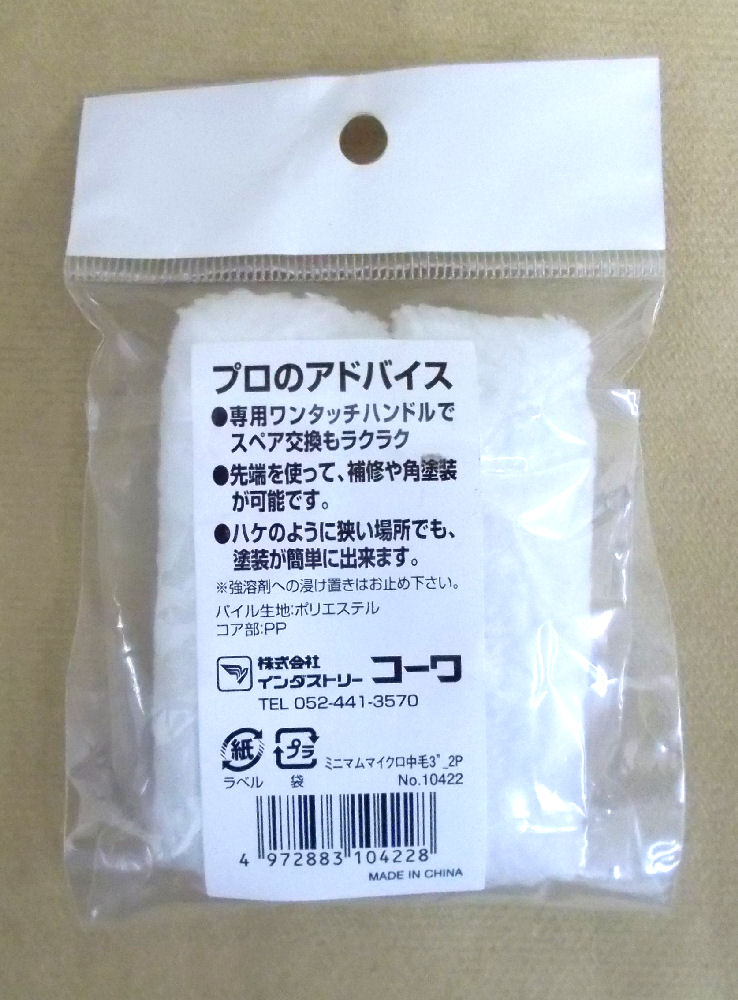 プロのアドバイス
●専用ワンタッチハンドルで
スペア交換もラクラク
●先端を使って、補修や角塗装
が可能です。
●ハケのように狭い場所でも、
塗装が簡単に出来ます。
※強溶剤への浸け置きはお止め下さい。
パイル生地:ポリエステル
コア部:PP
株式会社
インダストリーコーワ
TEL 052-441-3570
紙 プラ ミニマムマイクロ中毛3"_2P
ラベル 袋 No.10422
4 972883 104228
MADE IN CHINA